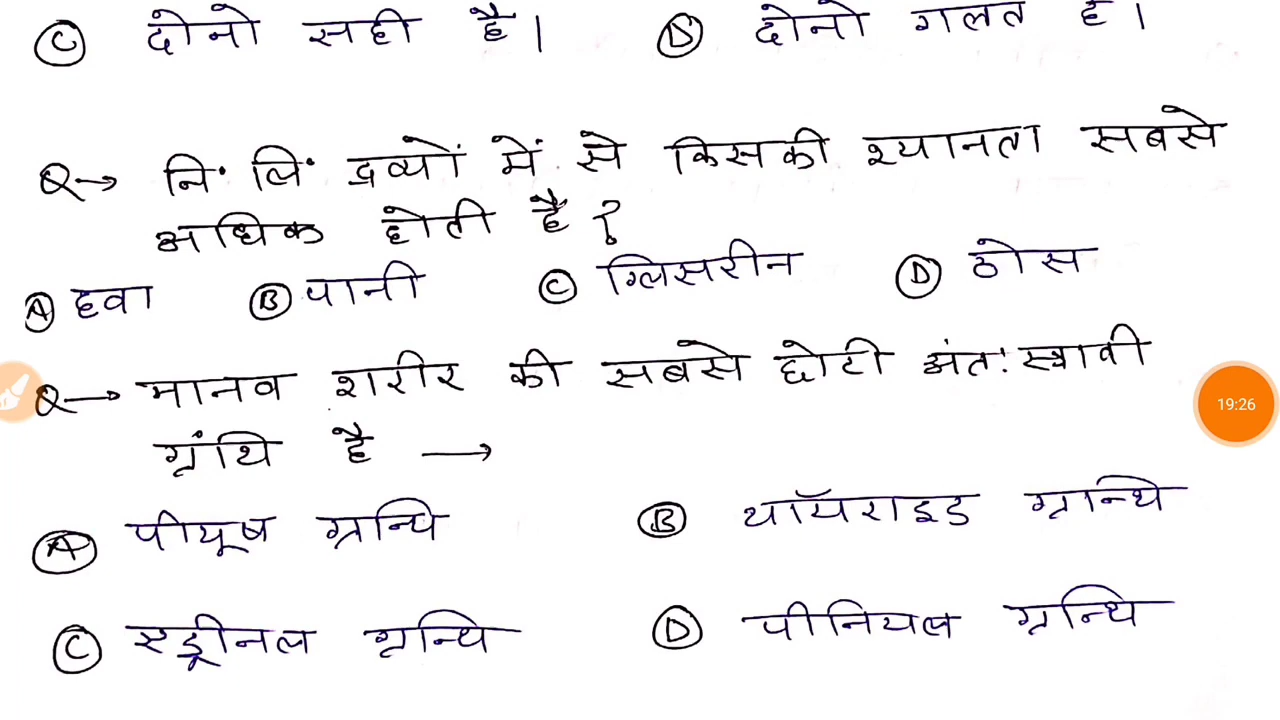 C दोनो सही है।
D दोनो गलत है।
Q→ नि॰ लि॰ द्रव्यों में से किसकी श्यानता सबसे
अधिक होती है ?
A हवा B पानी C ग्लिसरीन D ठोस
Q→ मानव शरीर की सबसे छोटी अंतः स्त्रावी
ग्रंथि है →
A पीयूष ग्रन्थि
B थॉयराइड ग्रन्थि
C एड्रीनल ग्रन्थि
D पीनियल ग्रन्थि
19:26